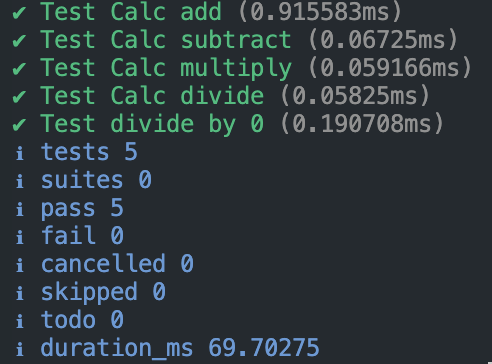 ✔ Test Calc add (0.915583ms)
✔ Test Calc subtract (0.06725ms)
✔ Test Calc multiply (0.059166ms)
✔ Test Calc divide (0.05825ms)
✔ Test divide by 0 (0.190708ms)
ℹ tests 5
ℹ suites 0
ℹ pass 5
ℹ fail 0
ℹ cancelled 0
ℹ skipped 0
ℹ todo 0
ℹ duration_ms 69.70275